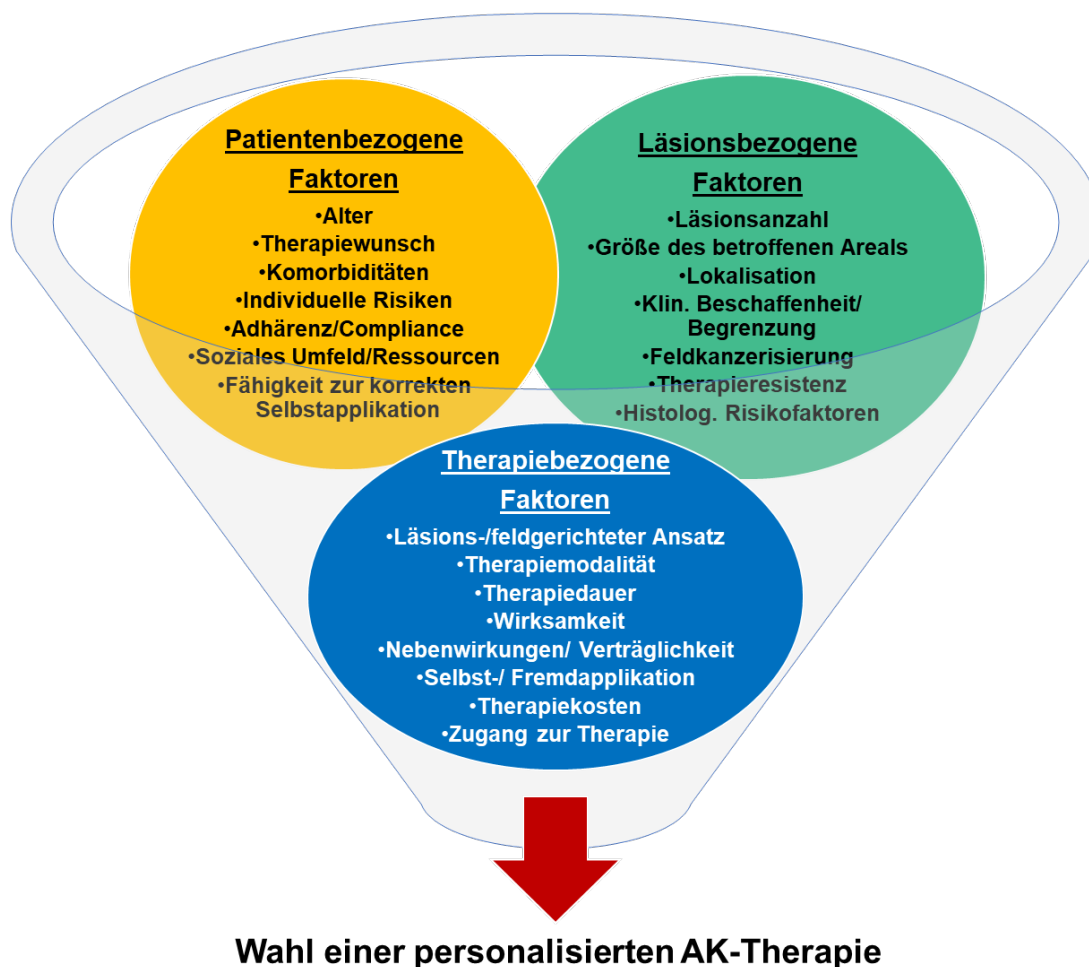 Patientenbezogene
Faktoren
•Alter
•Therapiewunsch
•Komorbiditäten
•Individuelle Risiken
•Adhärenz/Compliance
•Soziales Umfeld/Ressourcen
•Fähigkeit zur korrekten
Selbstapplikation
Läsionsbezogene
Faktoren
•Läsionsanzahl
•Größe des betroffenen Areals
•Lokalisation
•Klin. Beschaffenheit/
Begrenzung
•Feldkanzerisierung
•Therapieresistenz
•Histolog. Risikofaktoren
Therapiebezogene
Faktoren
•Läsions-/feldgerichteter Ansatz
•Therapiemodalität
•Therapiedauer
•Wirksamkeit
•Nebenwirkungen/ Verträglichkeit
•Selbst-/ Fremdapplikation
•Therapiekosten
•Zugang zur Therapie
Wahl einer personalisierten AK-Therapie